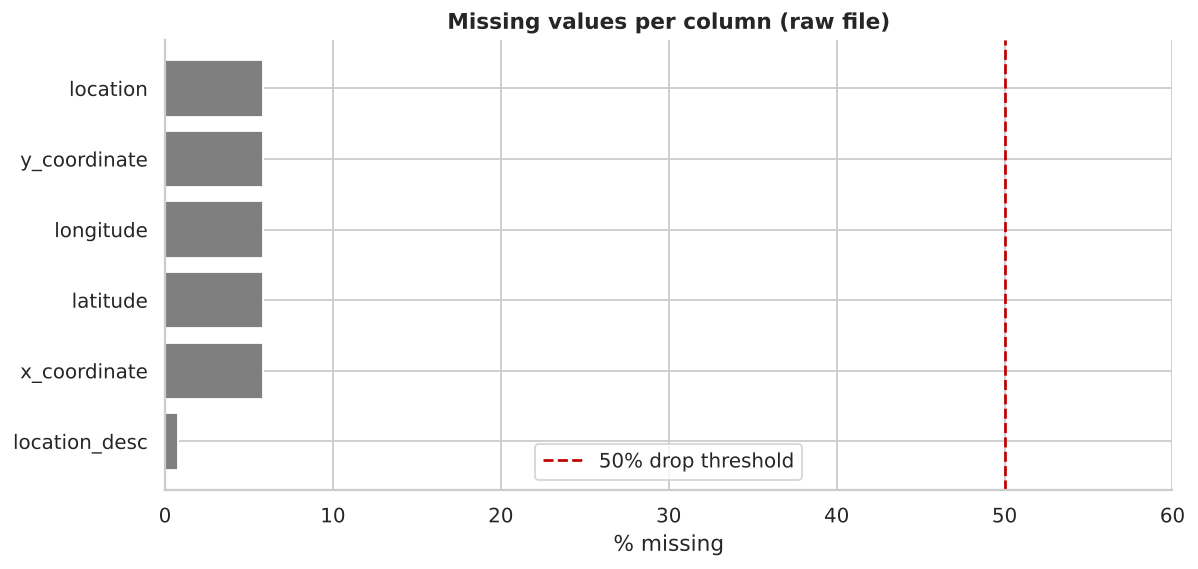 Missing values per column (raw file)
location
y_coordinate
longitude
latitude
x_coordinate
location_desc
50% drop threshold
0 10 20 30 40 50 60
% missing